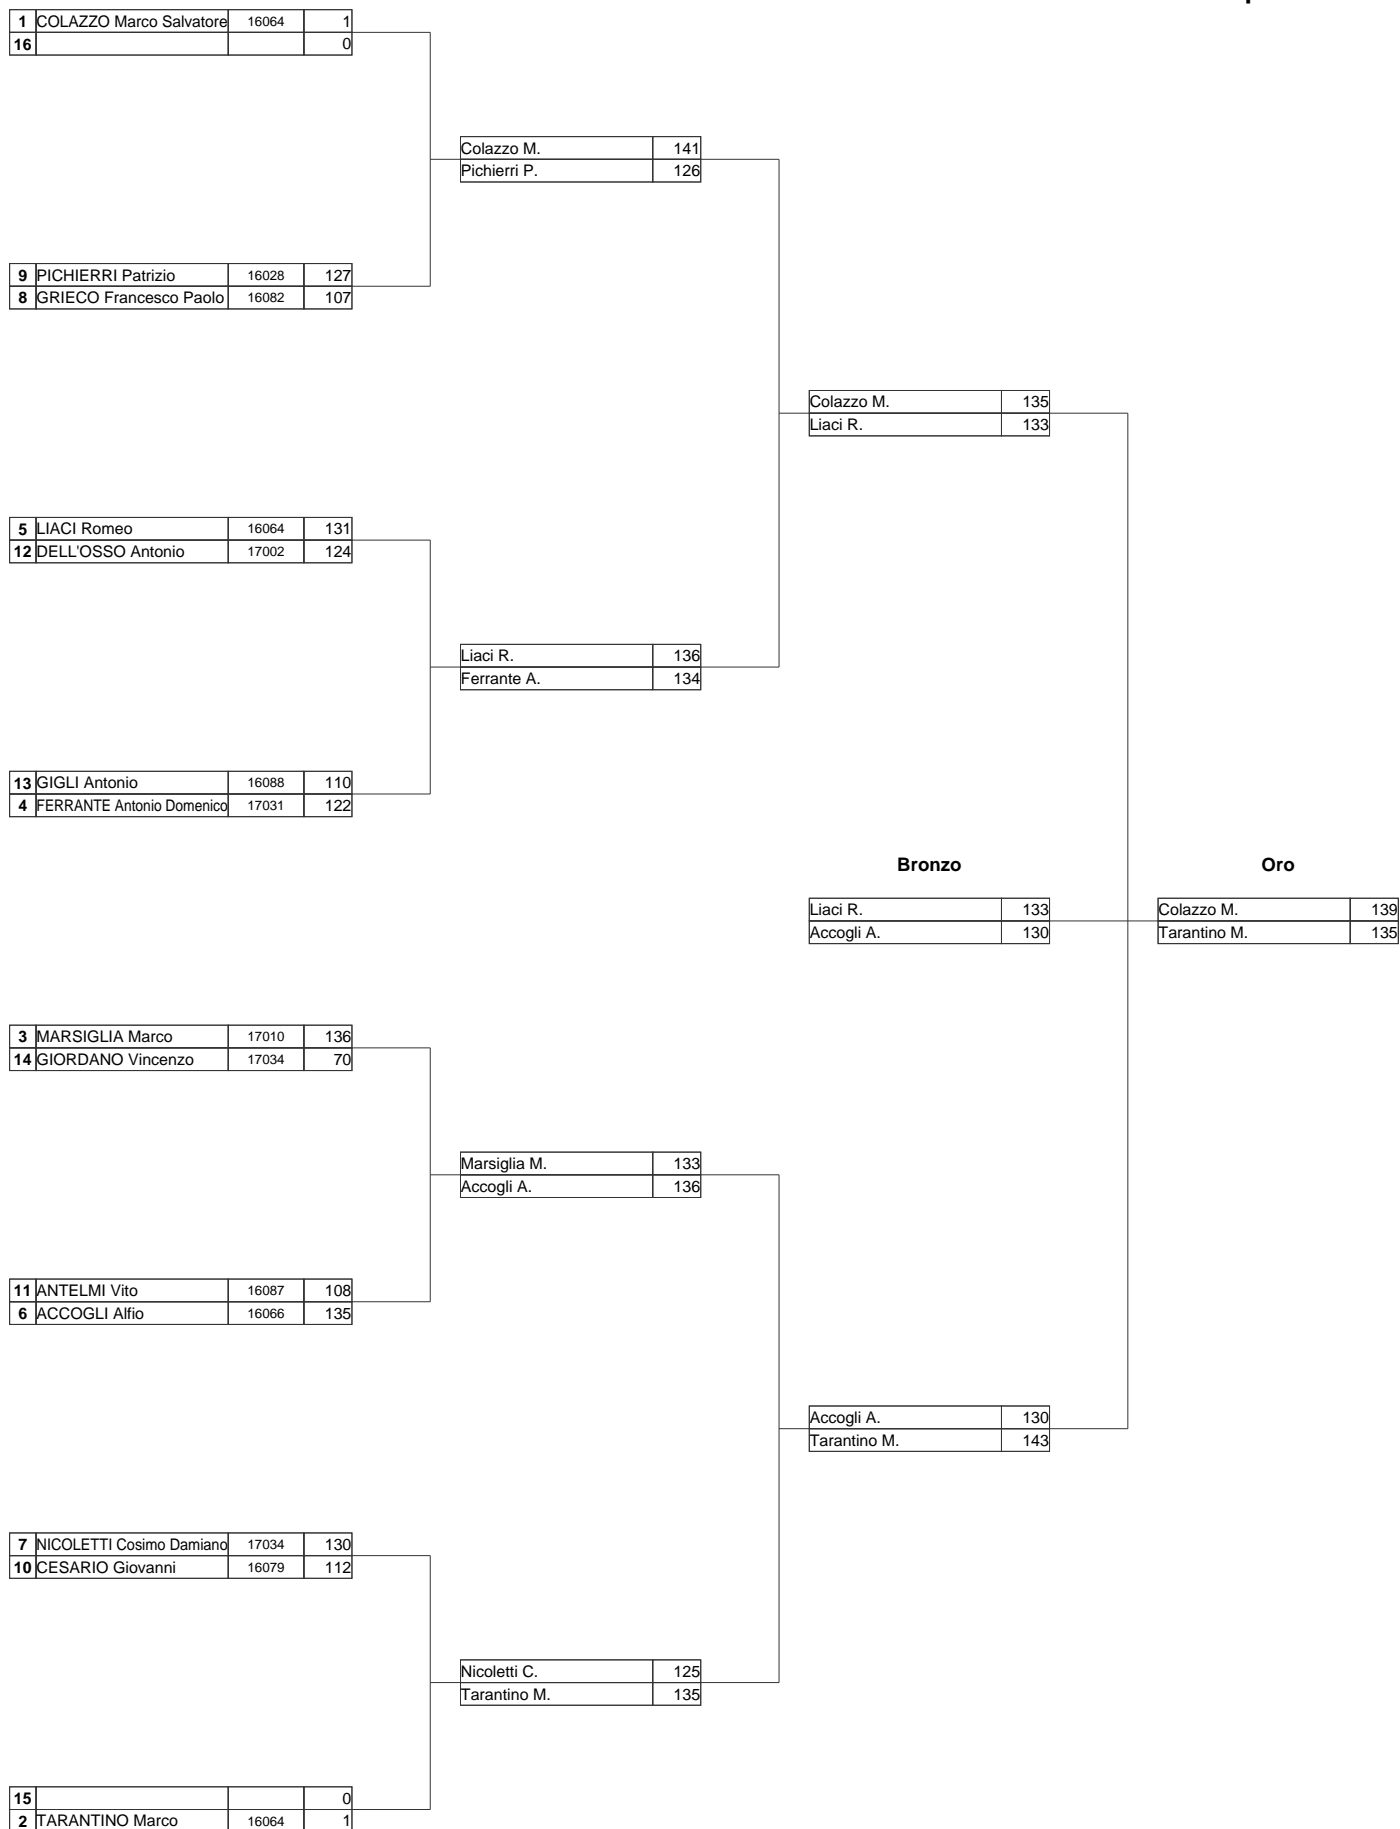 1 COLAZZO Marco Salvatore 16064 1
16 0
Colazzo M. 141
Pichierri P. 126
9 PICHIERRI Patrizio 16028 127
8 GRIECO Francesco Paolo 16082 107
Colazzo M. 135
Liaci R. 133
5 LIACI Romeo 16064 131
12 DELL'OSSO Antonio 17002 124
Liaci R. 136
Ferrante A. 134
13 GIGLI Antonio 16088 110
4 FERRANTE Antonio Domenico 17031 122
Bronzo Oro
Liaci R. 133 Colazzo M. 139
Accogli A. 130 Tarantino M. 135
3 MARSIGLIA Marco 17010 136
14 GIORDANO Vincenzo 17034 70
Marsiglia M. 133
Accogli A. 136
11 ANTELMI Vito 16087 108
6 ACCOGLI Alfio 16066 135
Accogli A. 130
Tarantino M. 143
7 NICOLETTI Cosimo Damiano 17034 130
10 CESARIO Giovanni 16079 112
Nicoletti C. 125
Tarantino M. 135
15 0
2 TARANTINO Marco 16064 1